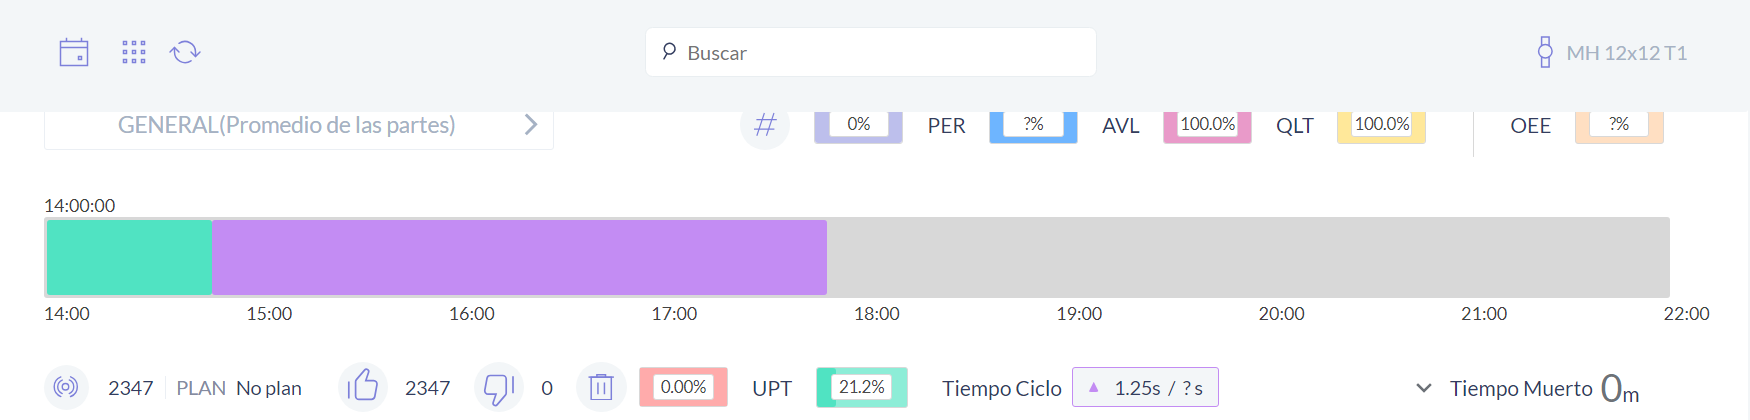 Buscar
MH 12x12 T1
GENERAL(Promedio de las partes)
# 0% PER ?% AVL 100.0% QLT 100.0% OEE ?%
14:00:00
14:00 15:00 16:00 17:00 18:00 19:00 20:00 21:00 22:00
2347 PLAN No plan 2347 0 0.00% UPT 21.2% Tiempo Ciclo 1.25s / ? s Tiempo Muerto 0m